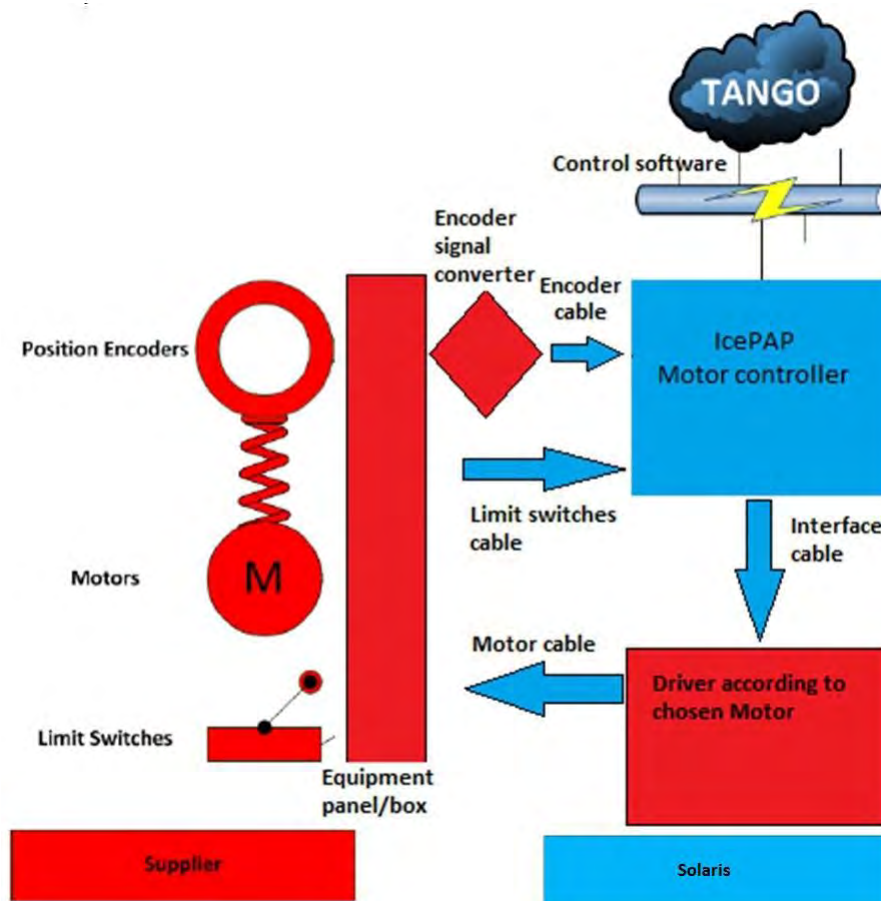 TANGO
Control software
Encoder
signal
converter
Encoder
cable
Position Encoders
IcePAP
Motor controller
Limit switches
cable
Interface
cable
Motors
M
Motor cable
Driver according to
chosen Motor
Limit Switches
Equipment
panel/box
Supplier
Solaris